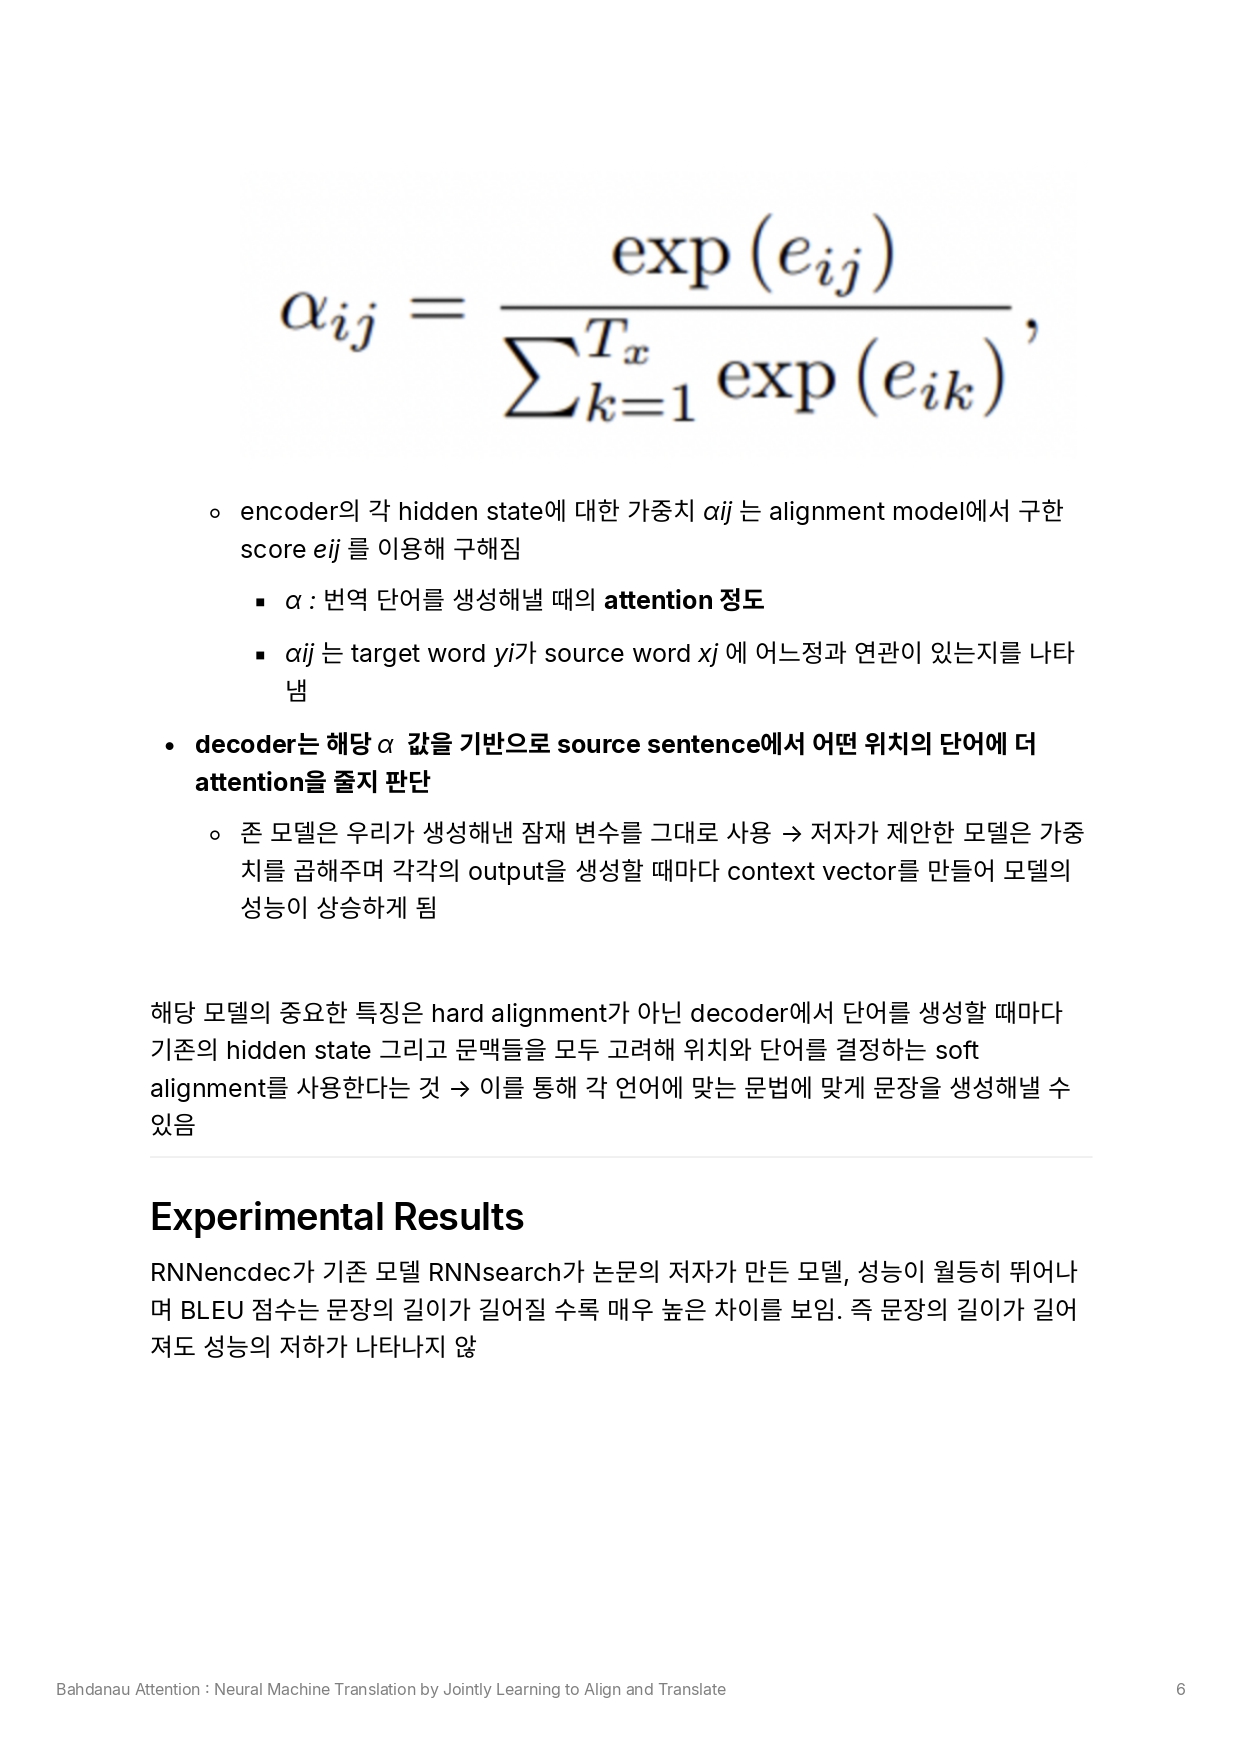 αij = exp (eij) / ∑k=1Tx exp (eik) ,
encoder의 각 hidden state에 대한 가중치 αij 는 alignment model에서 구한
score eij 를 이용해 구해짐
α : 번역 단어를 생성해낼 때의 attention 정도
αij 는 target word yi가 source word xj 에 어느정과 연관이 있는지를 나타
냄
decoder는 해당 α 값을 기반으로 source sentence에서 어떤 위치의 단어에 더
attention을 줄지 판단
존 모델은 우리가 생성해낸 잠재 변수를 그대로 사용 → 저자가 제안한 모델은 가중
치를 곱해주며 각각의 output을 생성할 때마다 context vector를 만들어 모델의
성능이 상승하게 됨
해당 모델의 중요한 특징은 hard alignment가 아닌 decoder에서 단어를 생성할 때마다
기존의 hidden state 그리고 문맥들을 모두 고려해 위치와 단어를 결정하는 soft
alignment를 사용한다는 것 → 이를 통해 각 언어에 맞는 문법에 맞게 문장을 생성해낼 수
있음
Experimental Results
RNNencdec가 기존 모델 RNNsearch가 논문의 저자가 만든 모델, 성능이 월등히 뛰어나
며 BLEU 점수는 문장의 길이가 길어질 수록 매우 높은 차이를 보임. 즉 문장의 길이가 길어
져도 성능의 저하가 나타나지 않
Bahdanau Attention : Neural Machine Translation by Jointly Learning to Align and Translate
6